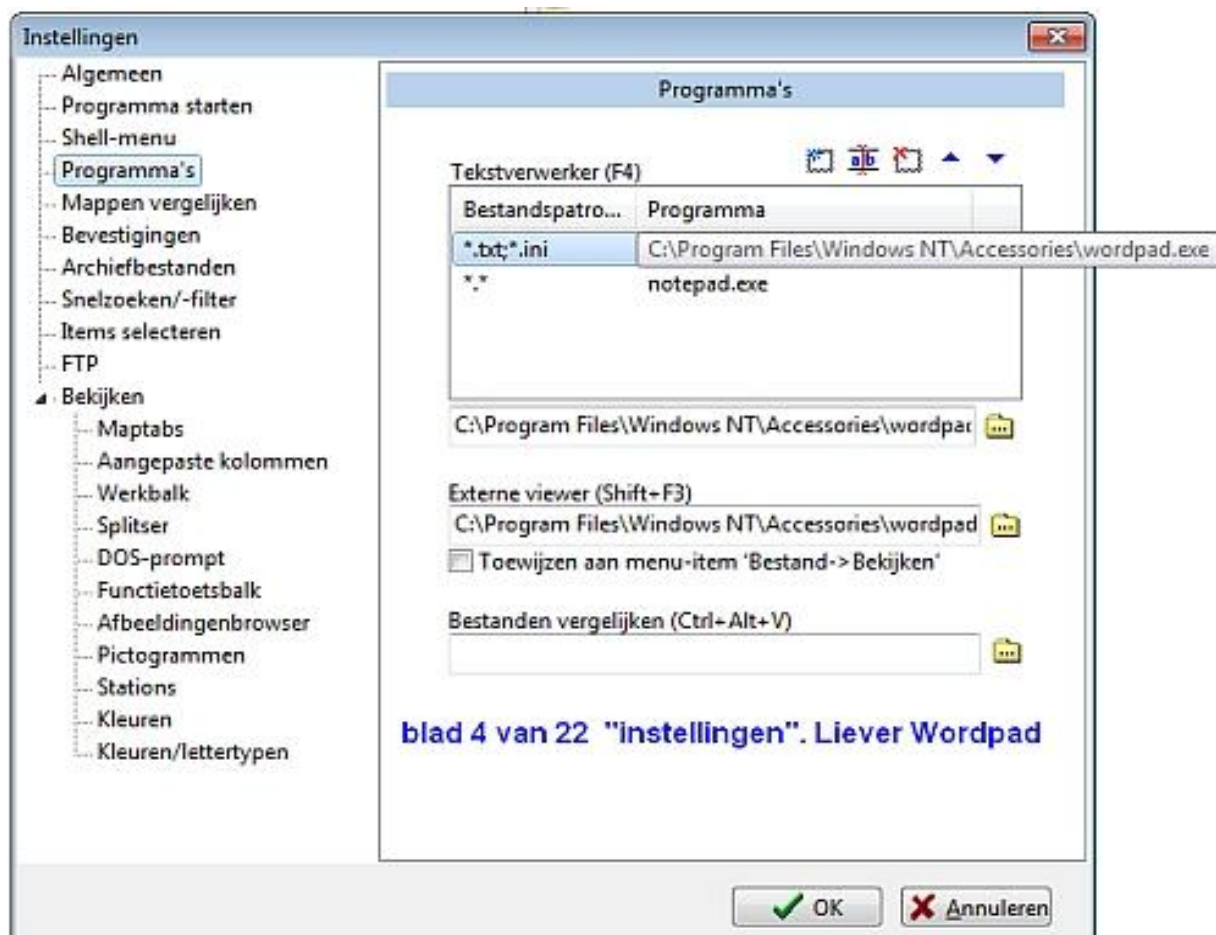 Instellingen
Algemeen
Programma starten
Shell-menu
Programma's
Mappen vergelijken
Bevestigingen
Archiefbestanden
Snelzoeken/-filter
Items selecteren
FTP
Bekijken
Maptabs
Aangepaste kolommen
Werkbalk
Splitser
DOS-prompt
Functietoetsbalk
Afbeeldingenbrowser
Pictogrammen
Stations
Kleuren
Kleuren/lettertypen
Programma's
Tekstverwerker (F4)
a|b
Bestandspatro... Programma
*.txt;*.ini C:\Program Files\Windows NT\Accessories\wordpad.exe
*.* notepad.exe
C:\Program Files\Windows NT\Accessories\wordpac
Externe viewer (Shift+F3)
C:\Program Files\Windows NT\Accessories\wordpad
Toewijzen aan menu-item 'Bestand->Bekijken'
Bestanden vergelijken (Ctrl+Alt+V)
blad 4 van 22 "instellingen". Liever Wordpad
OK Annuleren